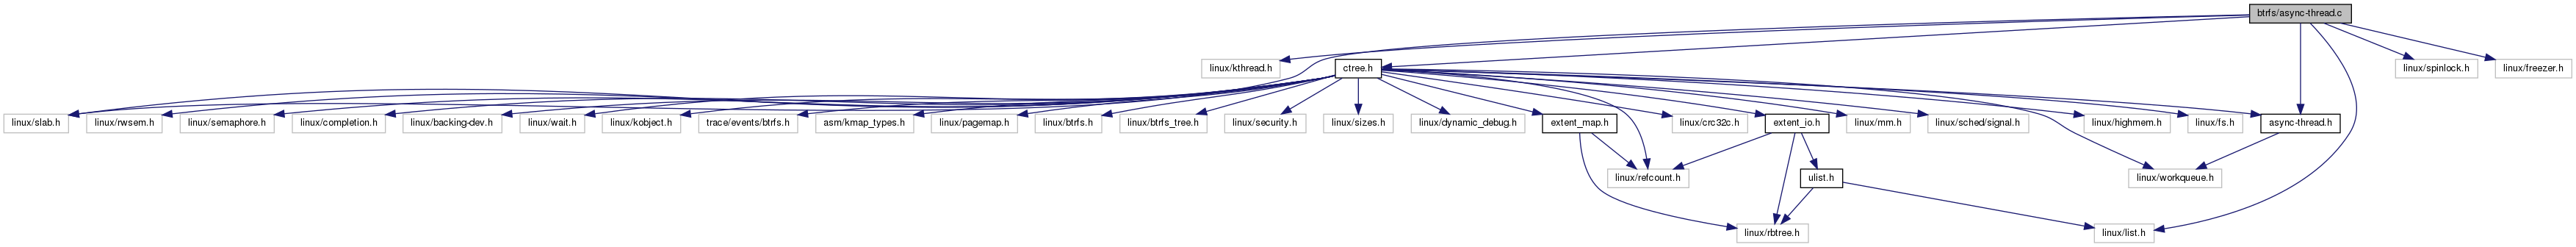 btrfs/async-thread.c
linux/kthread.h
ctree.h
linux/spinlock.h
linux/freezer.h
linux/slab.h
linux/rwsem.h
linux/semaphore.h
linux/completion.h
linux/backing-dev.h
linux/wait.h
linux/kobject.h
trace/events/btrfs.h
asm/kmap_types.h
linux/pagemap.h
linux/btrfs.h
linux/btrfs_tree.h
linux/security.h
linux/sizes.h
linux/dynamic_debug.h
extent_map.h
linux/crc32c.h
extent_io.h
linux/mm.h
linux/sched/signal.h
linux/highmem.h
linux/fs.h
async-thread.h
linux/refcount.h
ulist.h
linux/workqueue.h
linux/rbtree.h
linux/list.h